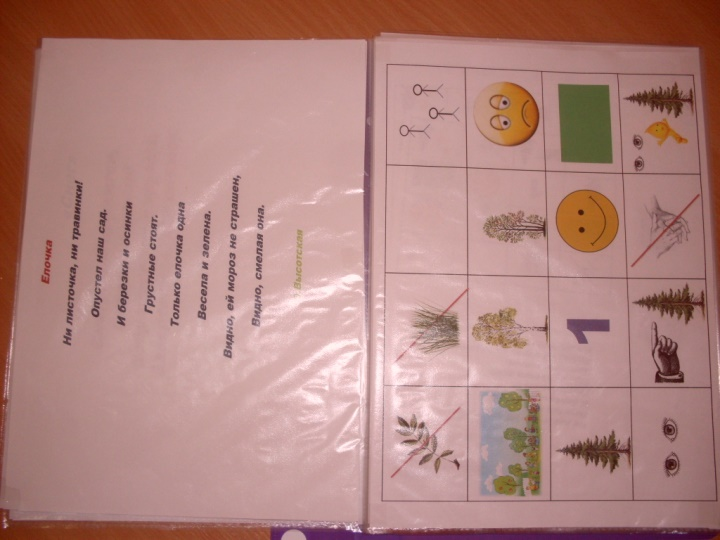 Елочка
Ни листочка, ни травинки!
Опустел наш сад.
И березки и осинки
Грустные стоят.
Только елочка одна
Весела и зелена.
Видно, ей мороз не страшен,
Видно, смелая она.
Высотская
1